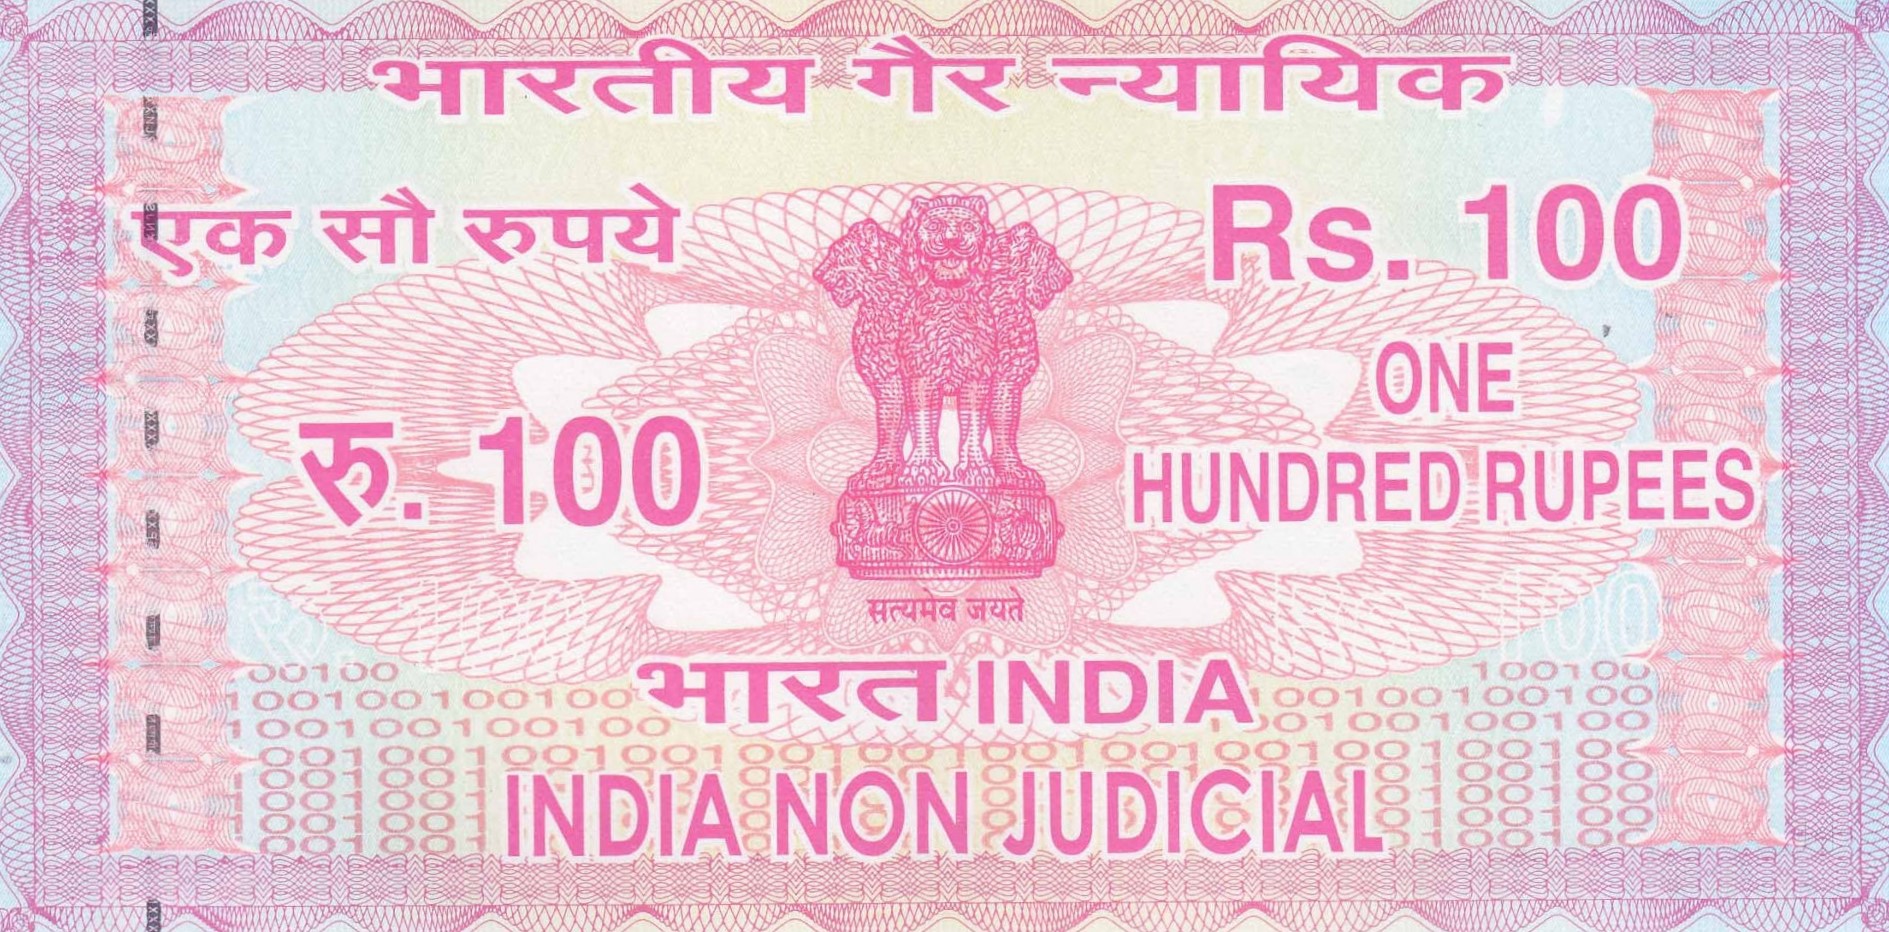 भारतीय गैर न्यायिक
एक सौ रुपये
Rs. 100
रु. 100
ONE
HUNDRED RUPEES
सत्यमेव जयते
भारत INDIA
INDIA NON JUDICIAL